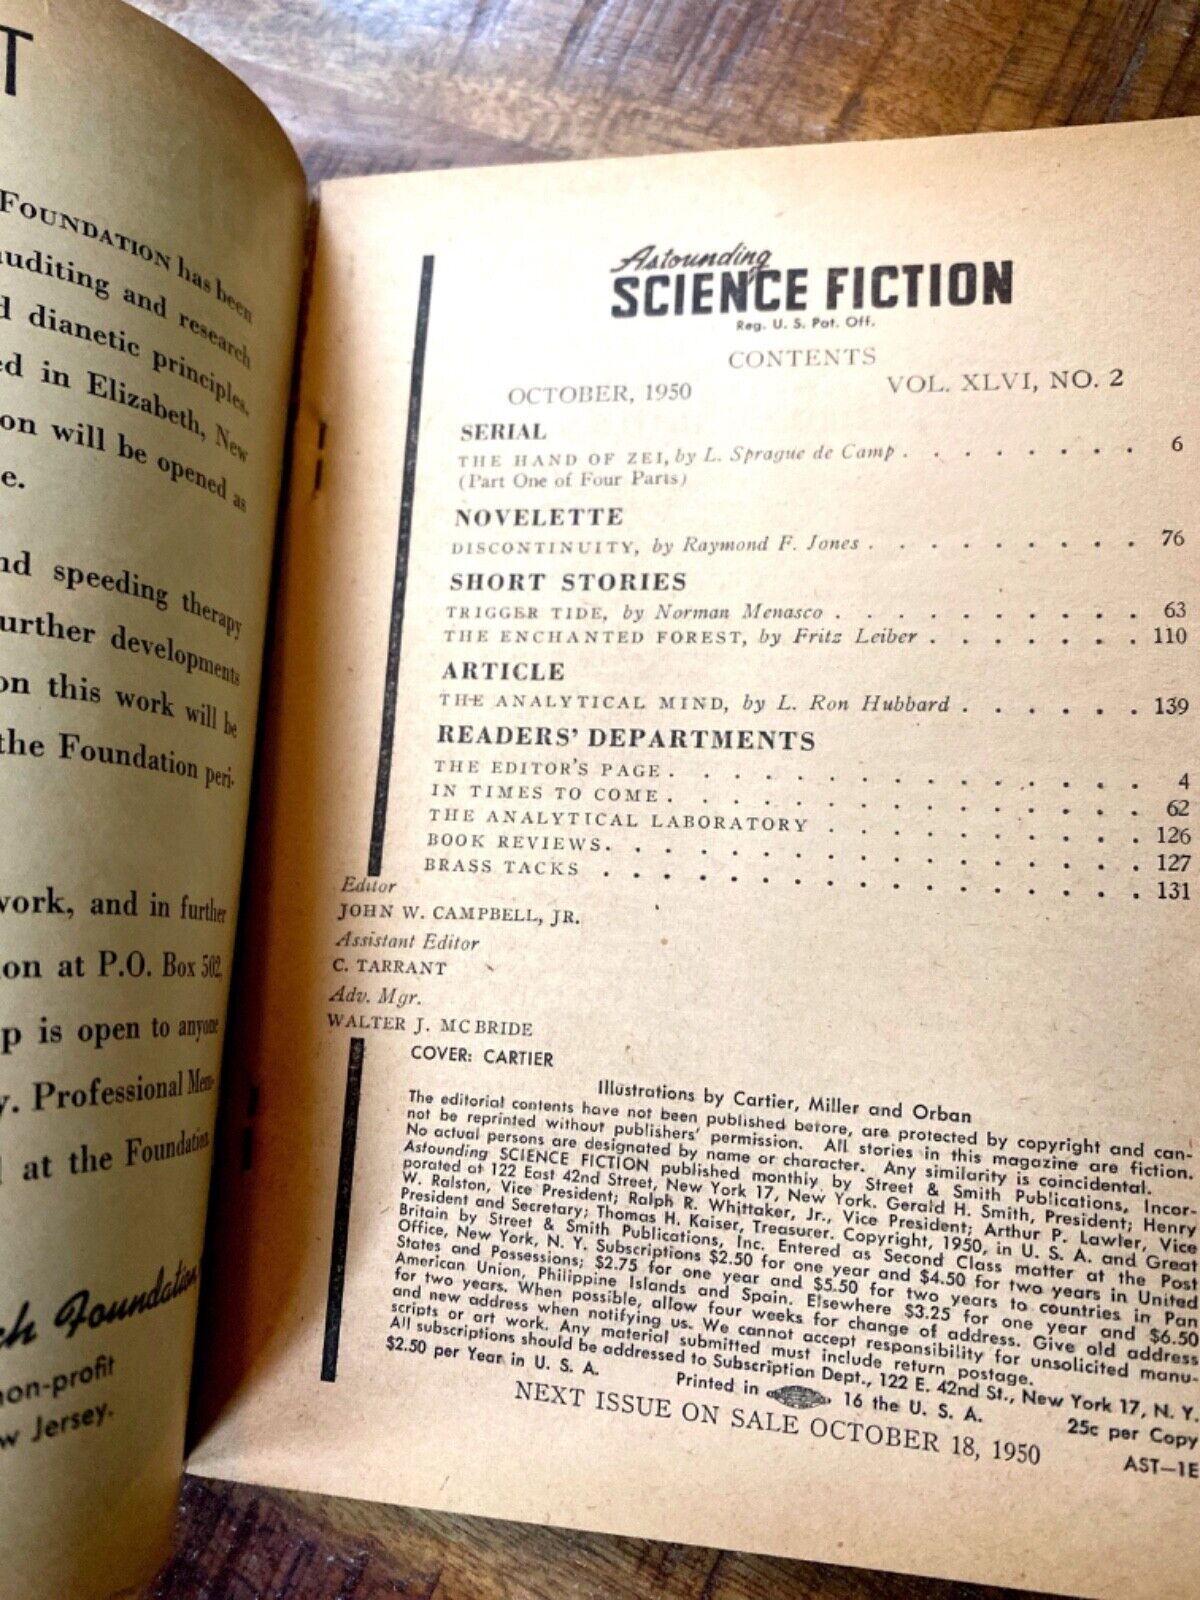 T
FOUNDATION has been
auditing and research
dianetic principles.
ed in Elizabeth, New
on will be opened as
e.
nd speeding therapy
urther developments
on this work will be
the Foundation peri-
work, and in further
ion at P.O. Box 502,
p is open to anyone
y. Professional Mem-
at the Foundation
ch Foundation
non-profit
w Jersey.
Astounding
SCIENCE FICTION
Reg. U. S. Pat. Off.
CONTENTS
OCTOBER, 1950 VOL. XLVI, NO. 2
SERIAL
THE HAND OF ZEI, by L. Sprague de Camp . . . . . . . . 6
(Part One of Four Parts)
NOVELETTE
DISCONTINUITY, by Raymond F. Jones . . . . . . . . . 76
SHORT STORIES
TRIGGER TIDE, by Norman Menasco . . . . . . . . . . 63
THE ENCHANTED FOREST, by Fritz Leiber . . . . . . . 110
ARTICLE
THE ANALYTICAL MIND, by L. Ron Hubbard . . . . . . 139
READERS' DEPARTMENTS
THE EDITOR'S PAGE . . . . . . . . . . . . . . 4
IN TIMES TO COME . . . . . . . . . . . . . . 62
THE ANALYTICAL LABORATORY . . . . . . . . . . 126
BOOK REVIEWS. . . . . . . . . . . . . . . . 127
BRASS TACKS . . . . . . . . . . . . . . . . 131
Editor
JOHN W. CAMPBELL, JR.
Assistant Editor
C. TARRANT
Adv. Mgr.
WALTER J. MC BRIDE
COVER: CARTIER
Illustrations by Cartier, Miller and Orban
The editorial contents have not been published before, are protected by copyright and can-
not be reprinted without publishers' permission. All stories in this magazine are fiction.
No actual persons are designated by name or character. Any similarity is coincidental.
Astounding SCIENCE FICTION published monthly by Street & Smith Publications, Incor-
porated at 122 East 42nd Street, New York 17, New York. Gerald H. Smith, President; Henry
W. Ralston, Vice President; Ralph R. Whittaker, Jr., Vice President; Arthur P. Lawler, Vice
President and Secretary; Thomas H. Kaiser, Treasurer. Copyright, 1950, in U. S. A. and Great
Britain by Street & Smith Publications, Inc. Entered as Second Class matter at the Post
Office, New York, N. Y. Subscriptions $2.50 for one year and $4.50 for two years in United
States and Possessions; $2.75 for one year and $5.50 for two years to countries in Pan
American Union, Philippine Islands and Spain. Elsewhere $3.25 for one year and $6.50
for two years. When possible, allow four weeks for change of address. Give old address
and new address when notifying us. We cannot accept responsibility for unsolicited manu-
scripts or art work. Any material submitted must include return postage.
All subscriptions should be addressed to Subscription Dept., 122 E. 42nd St., New York 17, N. Y.
$2.50 per Year in U. S. A. Printed in 16 the U. S. A. 25c per Copy
NEXT ISSUE ON SALE OCTOBER 18, 1950 AST—1E